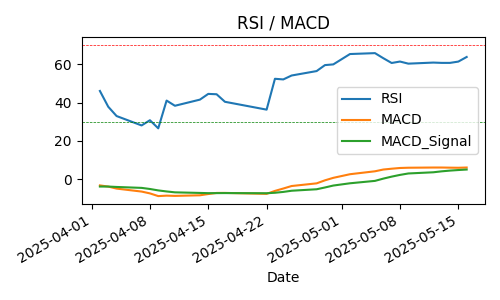 RSI / MACD
60
40
20
0
RSI
MACD
MACD_Signal
2025-04-01
2025-04-08
2025-04-15
2025-04-22
2025-05-01
2025-05-08
2025-05-15
Date